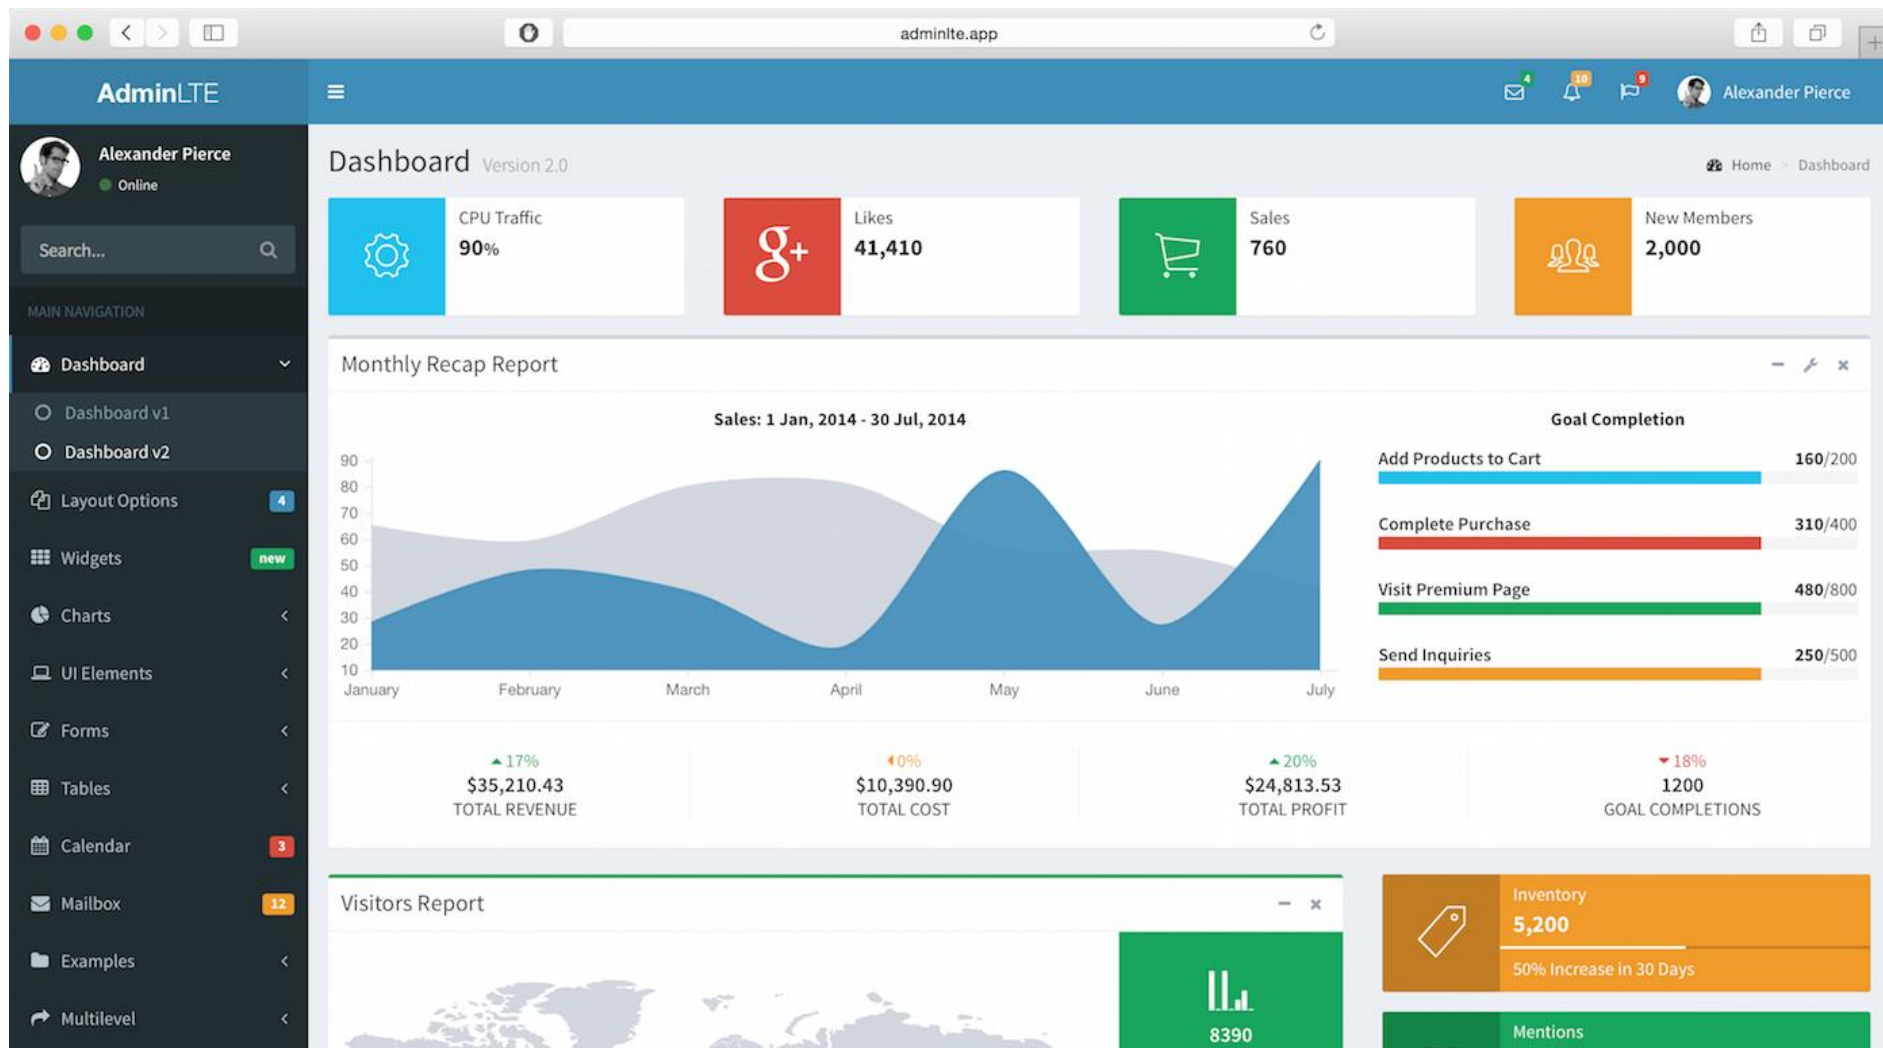 adminlte.app
AdminLTE
4
10
9
Alexander Pierce
Alexander Pierce
Online
Search...
MAIN NAVIGATION
Dashboard
Dashboard v1
Dashboard v2
Layout Options 4
Widgets new
Charts
UI Elements
Forms
Tables
Calendar 3
Mailbox 12
Examples
Multilevel
Dashboard Version 2.0
Home > Dashboard
CPU Traffic
90%
g+
Likes
41,410
Sales
760
New Members
2,000
Monthly Recap Report
Sales: 1 Jan, 2014 - 30 Jul, 2014
90
80
70
60
50
40
30
20
10
January February March April May June July
Goal Completion
Add Products to Cart 160/200
Complete Purchase 310/400
Visit Premium Page 480/800
Send Inquiries 250/500
17%
$35,210.43
TOTAL REVENUE
0%
$10,390.90
TOTAL COST
20%
$24,813.53
TOTAL PROFIT
18%
1200
GOAL COMPLETIONS
Visitors Report
8390
Inventory
5,200
50% Increase in 30 Days
Mentions